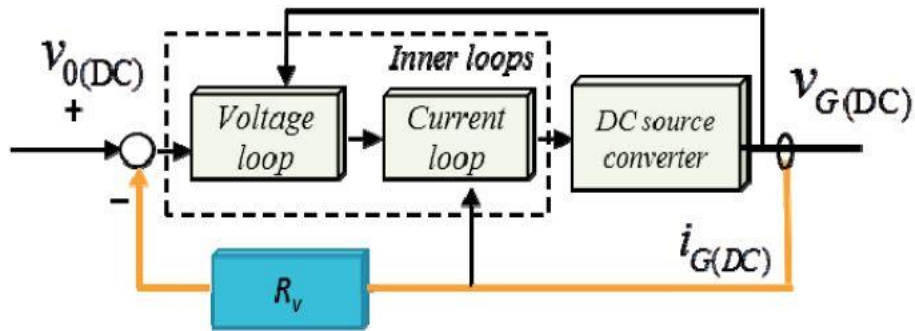 v0(DC)
+
Inner loops
Voltage
loop
Current
loop
DC source
converter
vG(DC)
−
iG(DC)
Rv